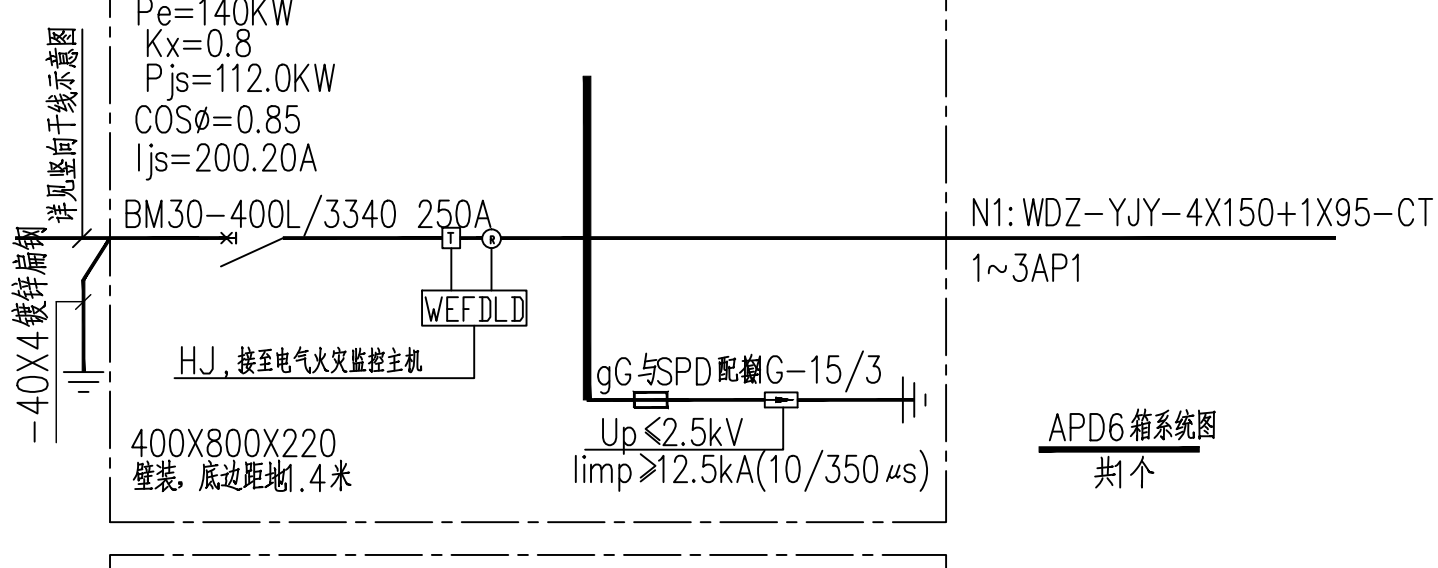 Pe=140KW
Kx=0.8
Pjs=112.0KW
COSø=0.85
Ijs=200.20A
详见竖向干线示意图
BM30-400L/3340 250A
N1: WDZ-YJY-4X150+1X95-CT
1~3AP1
-40X4镀锌扁钢
T
R
WEFDLD
HJ,接至电气火灾监控主机
gG与SPD配 G-15/3
Up≤2.5kV
Iimp≥12.5kA(10/350μs)
400X800X220
壁装, 底边距地1.4米
APD6箱系统图
共1个